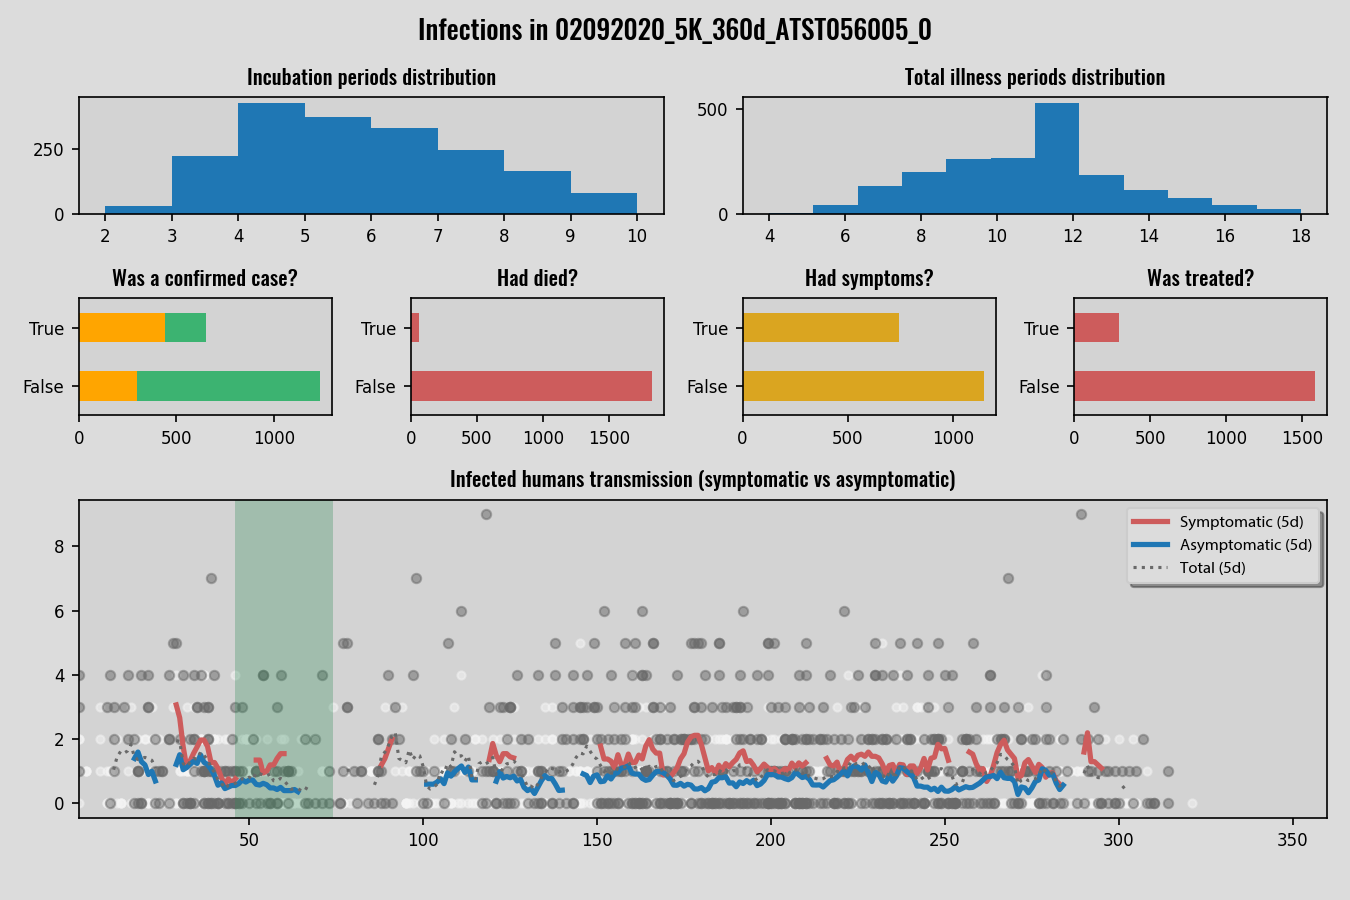 Infections in 02092020_5K_360d_ATST056005_0
Incubation periods distribution
Total illness periods distribution
250
0
2 3 4 5 6 7 8 9 10
500
0
4 6 8 10 12 14 16 18
Was a confirmed case?
Had died?
Had symptoms?
Was treated?
True
False
0 500 1000
True
False
0 500 1000 1500
True
False
0 500 1000
True
False
0 500 1000 1500
Infected humans transmission (symptomatic vs asymptomatic)
Symptomatic (5d)
Asymptomatic (5d)
Total (5d)
8
6
4
2
0
50 100 150 200 250 300 350